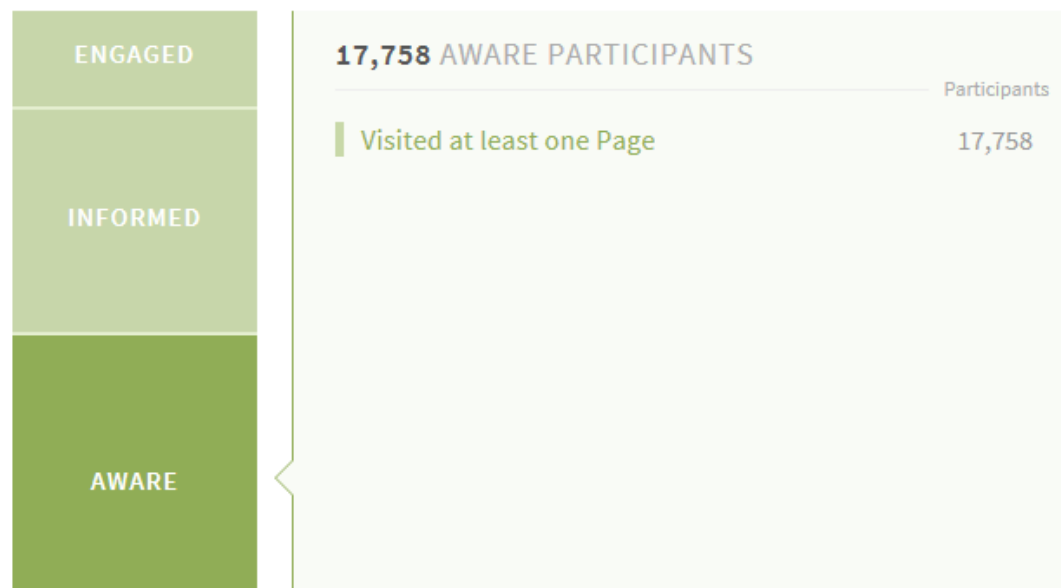 ENGAGED
INFORMED
AWARE
17,758 AWARE PARTICIPANTS
Participants
Visited at least one Page 17,758